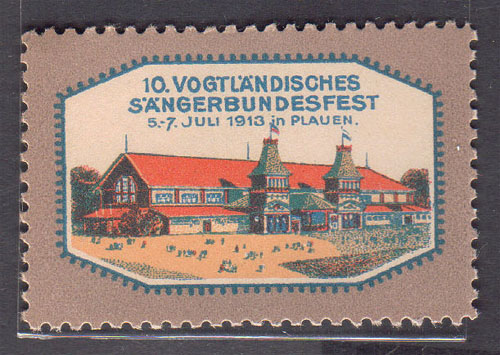 10. VOGTLÄNDISCHES
SÄNGERBUNDESFEST
5.-7. JULI 1913 in PLAUEN.